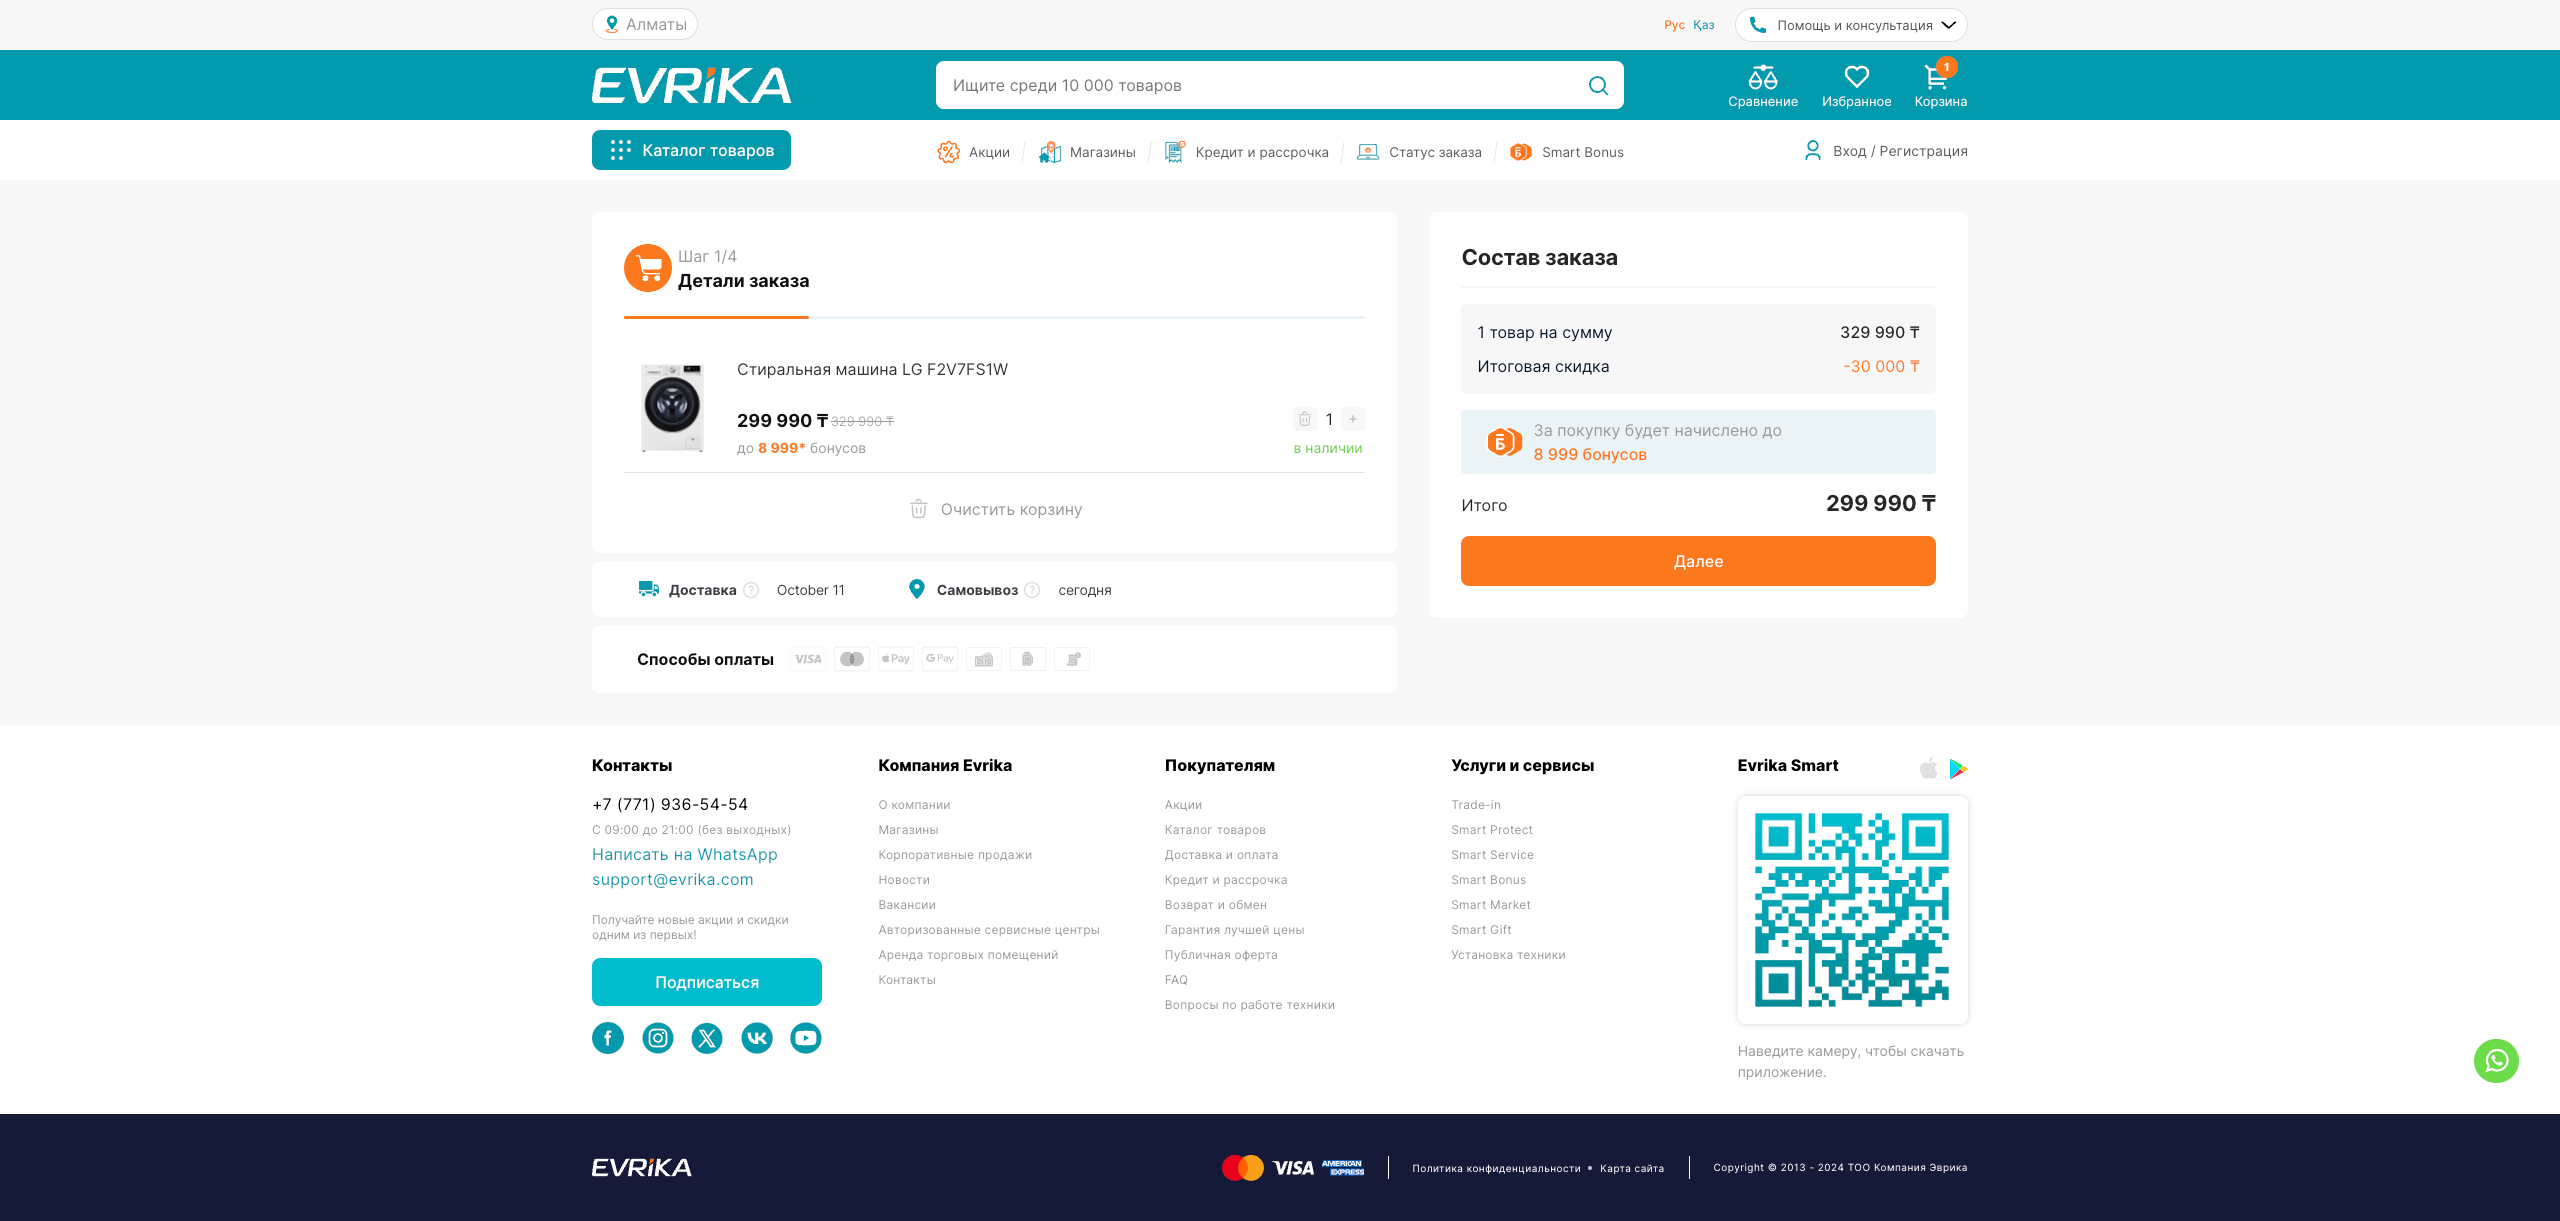 Алматы
Рус Қаз
Помощь и консультация
EVRIKA
Ищите среди 10 000 товаров
Сравнение
Избранное
1
Корзина
Каталог товаров
Акции
Магазины
Кредит и рассрочка
Статус заказа
Smart Bonus
Вход / Регистрация
Шаг 1/4
Детали заказа
Стиральная машина LG F2V7FS1W
299 990 ₸ 329 990 ₸
1
до 8 999* бонусов
в наличии
Очистить корзину
Доставка ? October 11
Самовывоз ? сегодня
Способы оплаты
VISA
Pay
G Pay
Состав заказа
1 товар на сумму 329 990 ₸
Итоговая скидка -30 000 ₸
За покупку будет начислено до
8 999 бонусов
Итого 299 990 ₸
Далее
Контакты
+7 (771) 936-54-54
С 09:00 до 21:00 (без выходных)
Написать на WhatsApp
support@evrika.com
Получайте новые акции и скидки
одним из первых!
Подписаться
Компания Evrika
О компании
Магазины
Корпоративные продажи
Новости
Вакансии
Авторизованные сервисные центры
Аренда торговых помещений
Контакты
Покупателям
Акции
Каталог товаров
Доставка и оплата
Кредит и рассрочка
Возврат и обмен
Гарантия лучшей цены
Публичная оферта
FAQ
Вопросы по работе техники
Услуги и сервисы
Trade-in
Smart Protect
Smart Service
Smart Bonus
Smart Market
Smart Gift
Установка техники
Evrika Smart
Наведите камеру, чтобы скачать
приложение.
EVRIKA
VISA
AMERICAN
EXPRESS
Политика конфиденциальности • Карта сайта
Copyright © 2013 - 2024 ТОО Компания Эврика